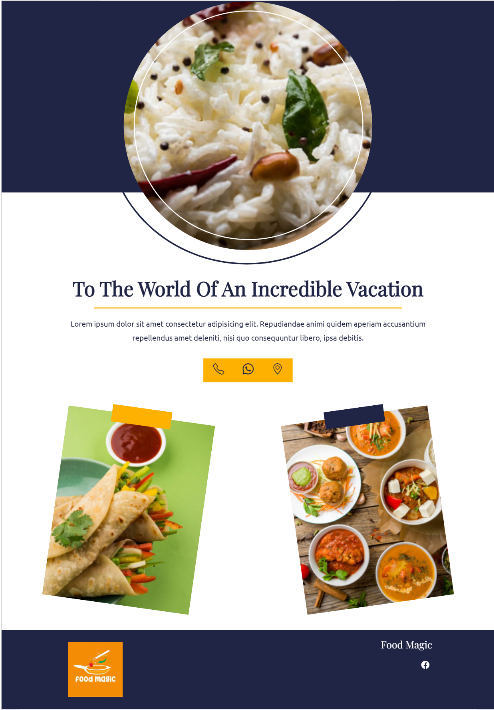 To The World Of An Incredible Vacation
Lorem ipsum dolor sit amet consectetur adipisicing elit. Repudiandae animi quidem aperiam accusantium
repellendus amet deleniti, nisi quo consequuntur libero, ipsa debitis.
Food Magic
FOOD MAGIC